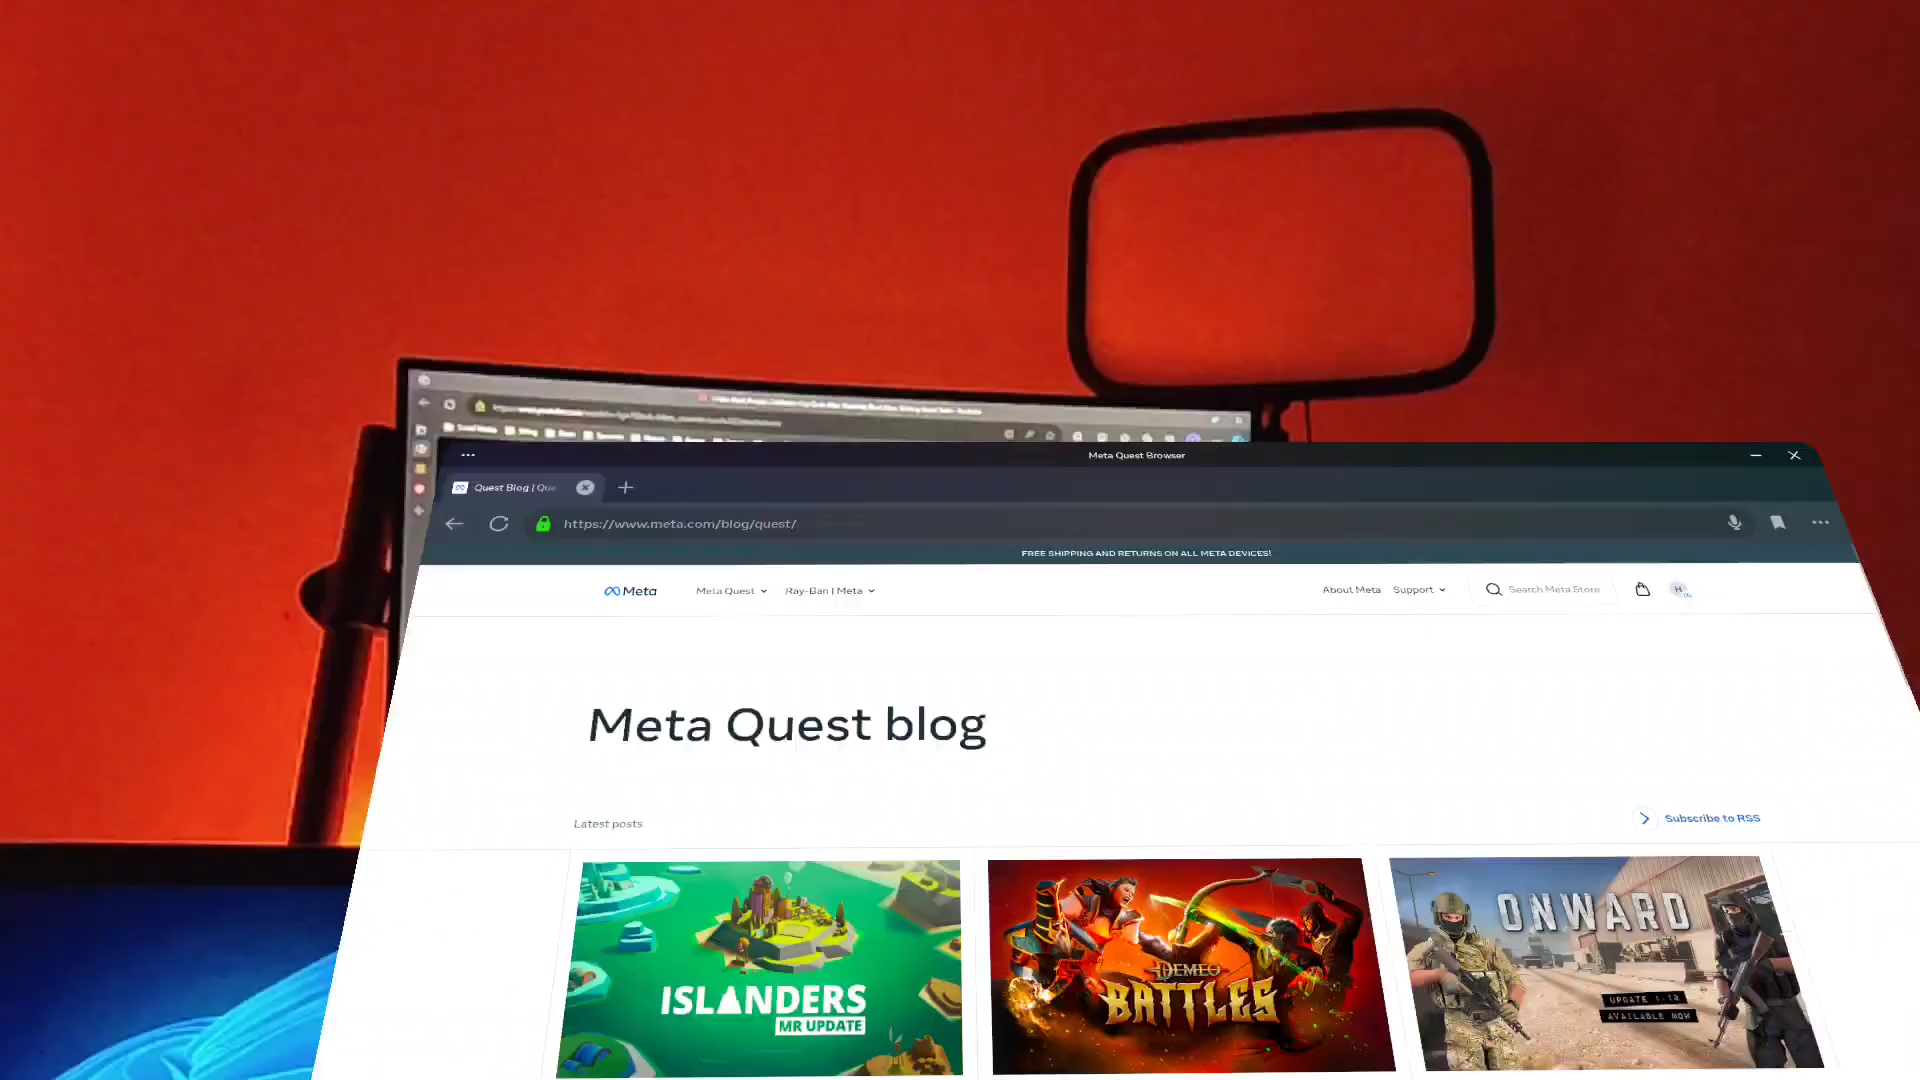 Meta Quest Browser
Quest Blog | Que
https://www.meta.com/blog/quest/
FREE SHIPPING AND RETURNS ON ALL META DEVICES!
Meta
Meta Quest
Ray-Ban | Meta
About Meta
Support
Search Meta Store
H
Meta Quest blog
Latest posts
Subscribe to RSS
ISLANDERS
MR UPDATE
DEMEO
BATTLES
ONWARD
UPDATE 1.13
AVAILABLE NOW